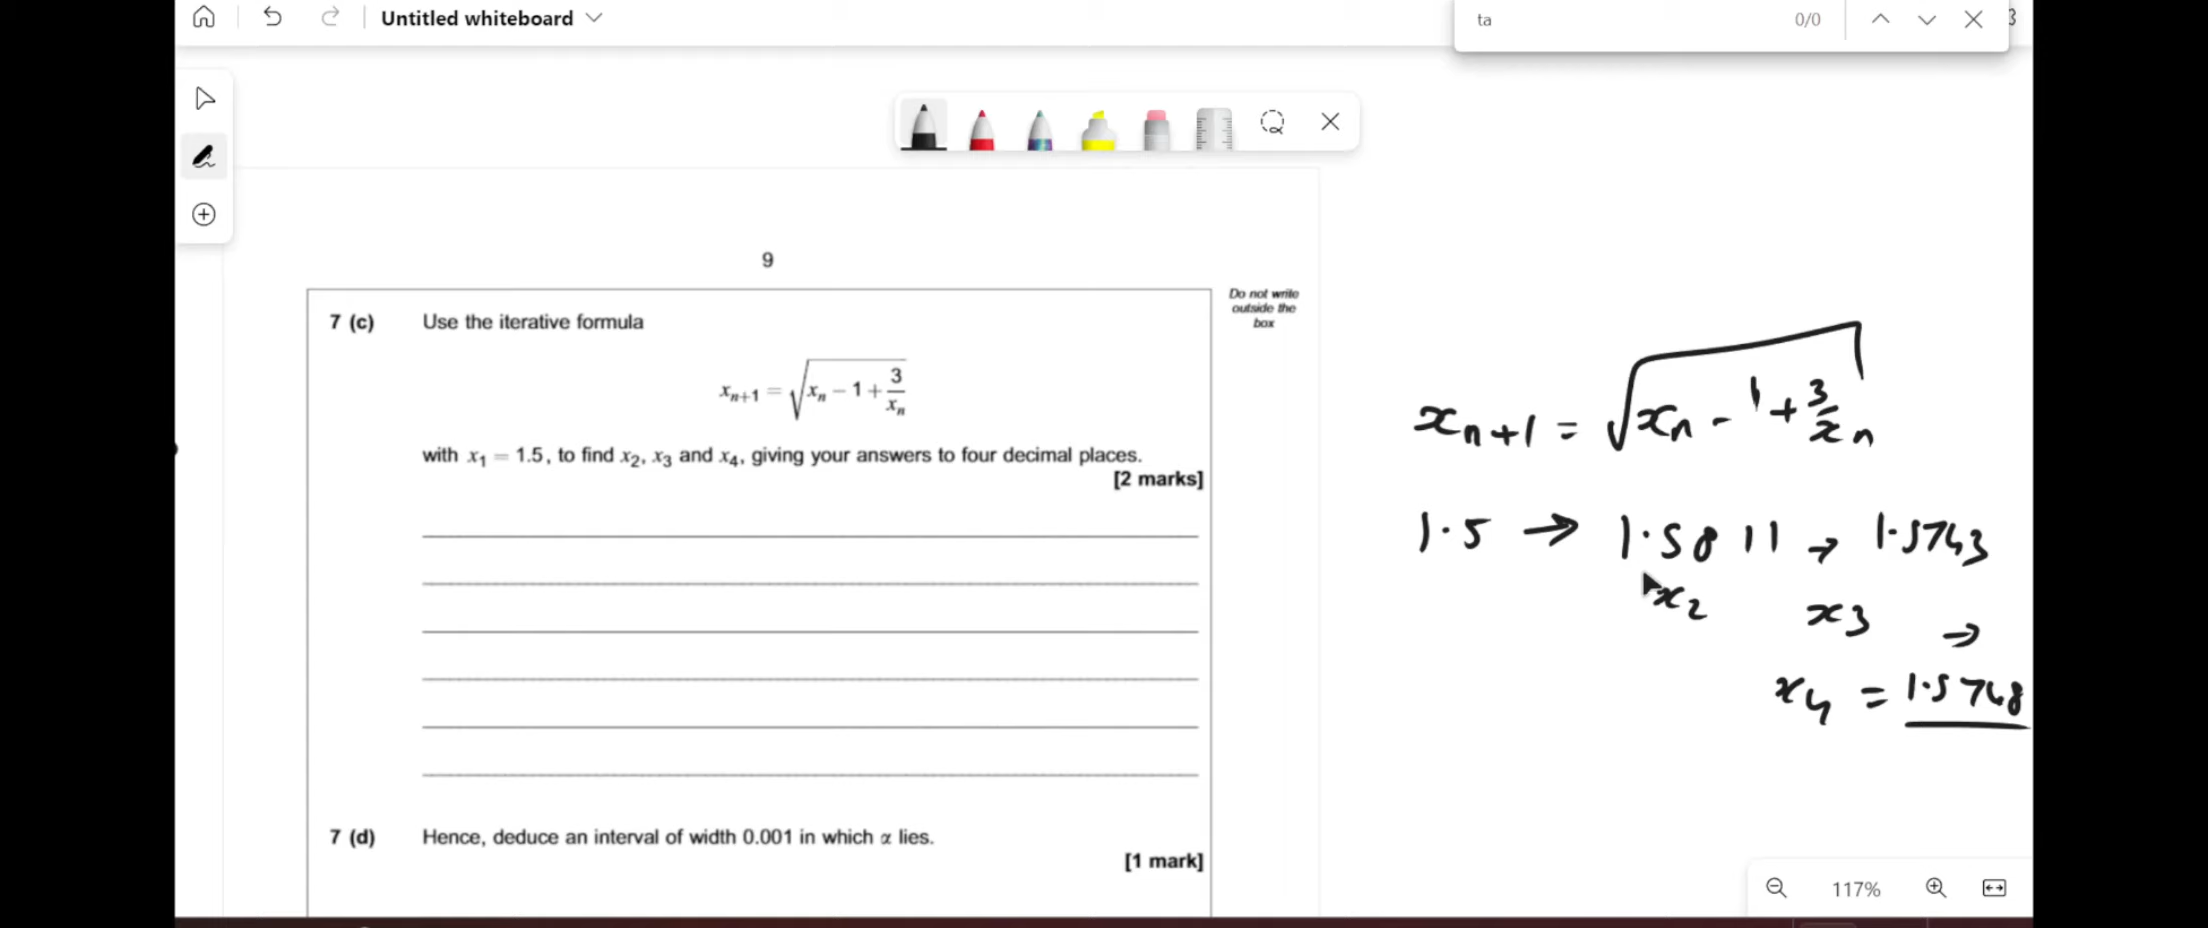 Untitled whiteboard
ta 0/0
9
Do not write
outside the
box
7 (c) Use the iterative formula
xₙ₊₁ = √(xₙ − 1 + 3/xₙ)
with x₁ = 1.5, to find x₂, x₃ and x₄, giving your answers to four decimal places.
[2 marks]
7 (d) Hence, deduce an interval of width 0.001 in which α lies.
[1 mark]
xₙ₊₁ = √(xₙ - 1 + 3/xₙ)
1.5 → 1.5811 → 1.5743
x₂ x₃ →
x₄ = 1.5748
117%